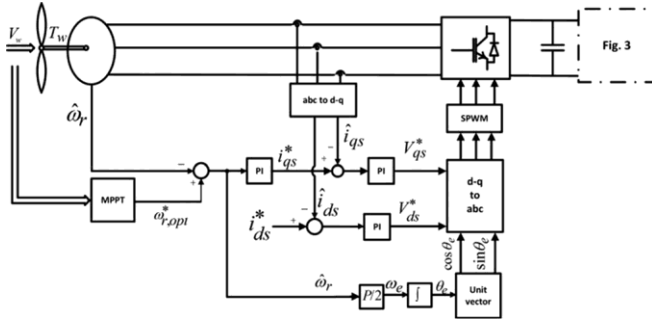 V_w
T_w
Fig. 3
abc to d-q
SPWM
ω̂_r
î_qs
i*_qs
V*_qs
PI
PI
d-q
to
abc
MPPT
ω*_r,opt
î_ds
i*_ds
V*_ds
PI
cosθ_e
sinθ_e
ω̂_r
P/2
ω_e
∫
θ_e
Unit
vector